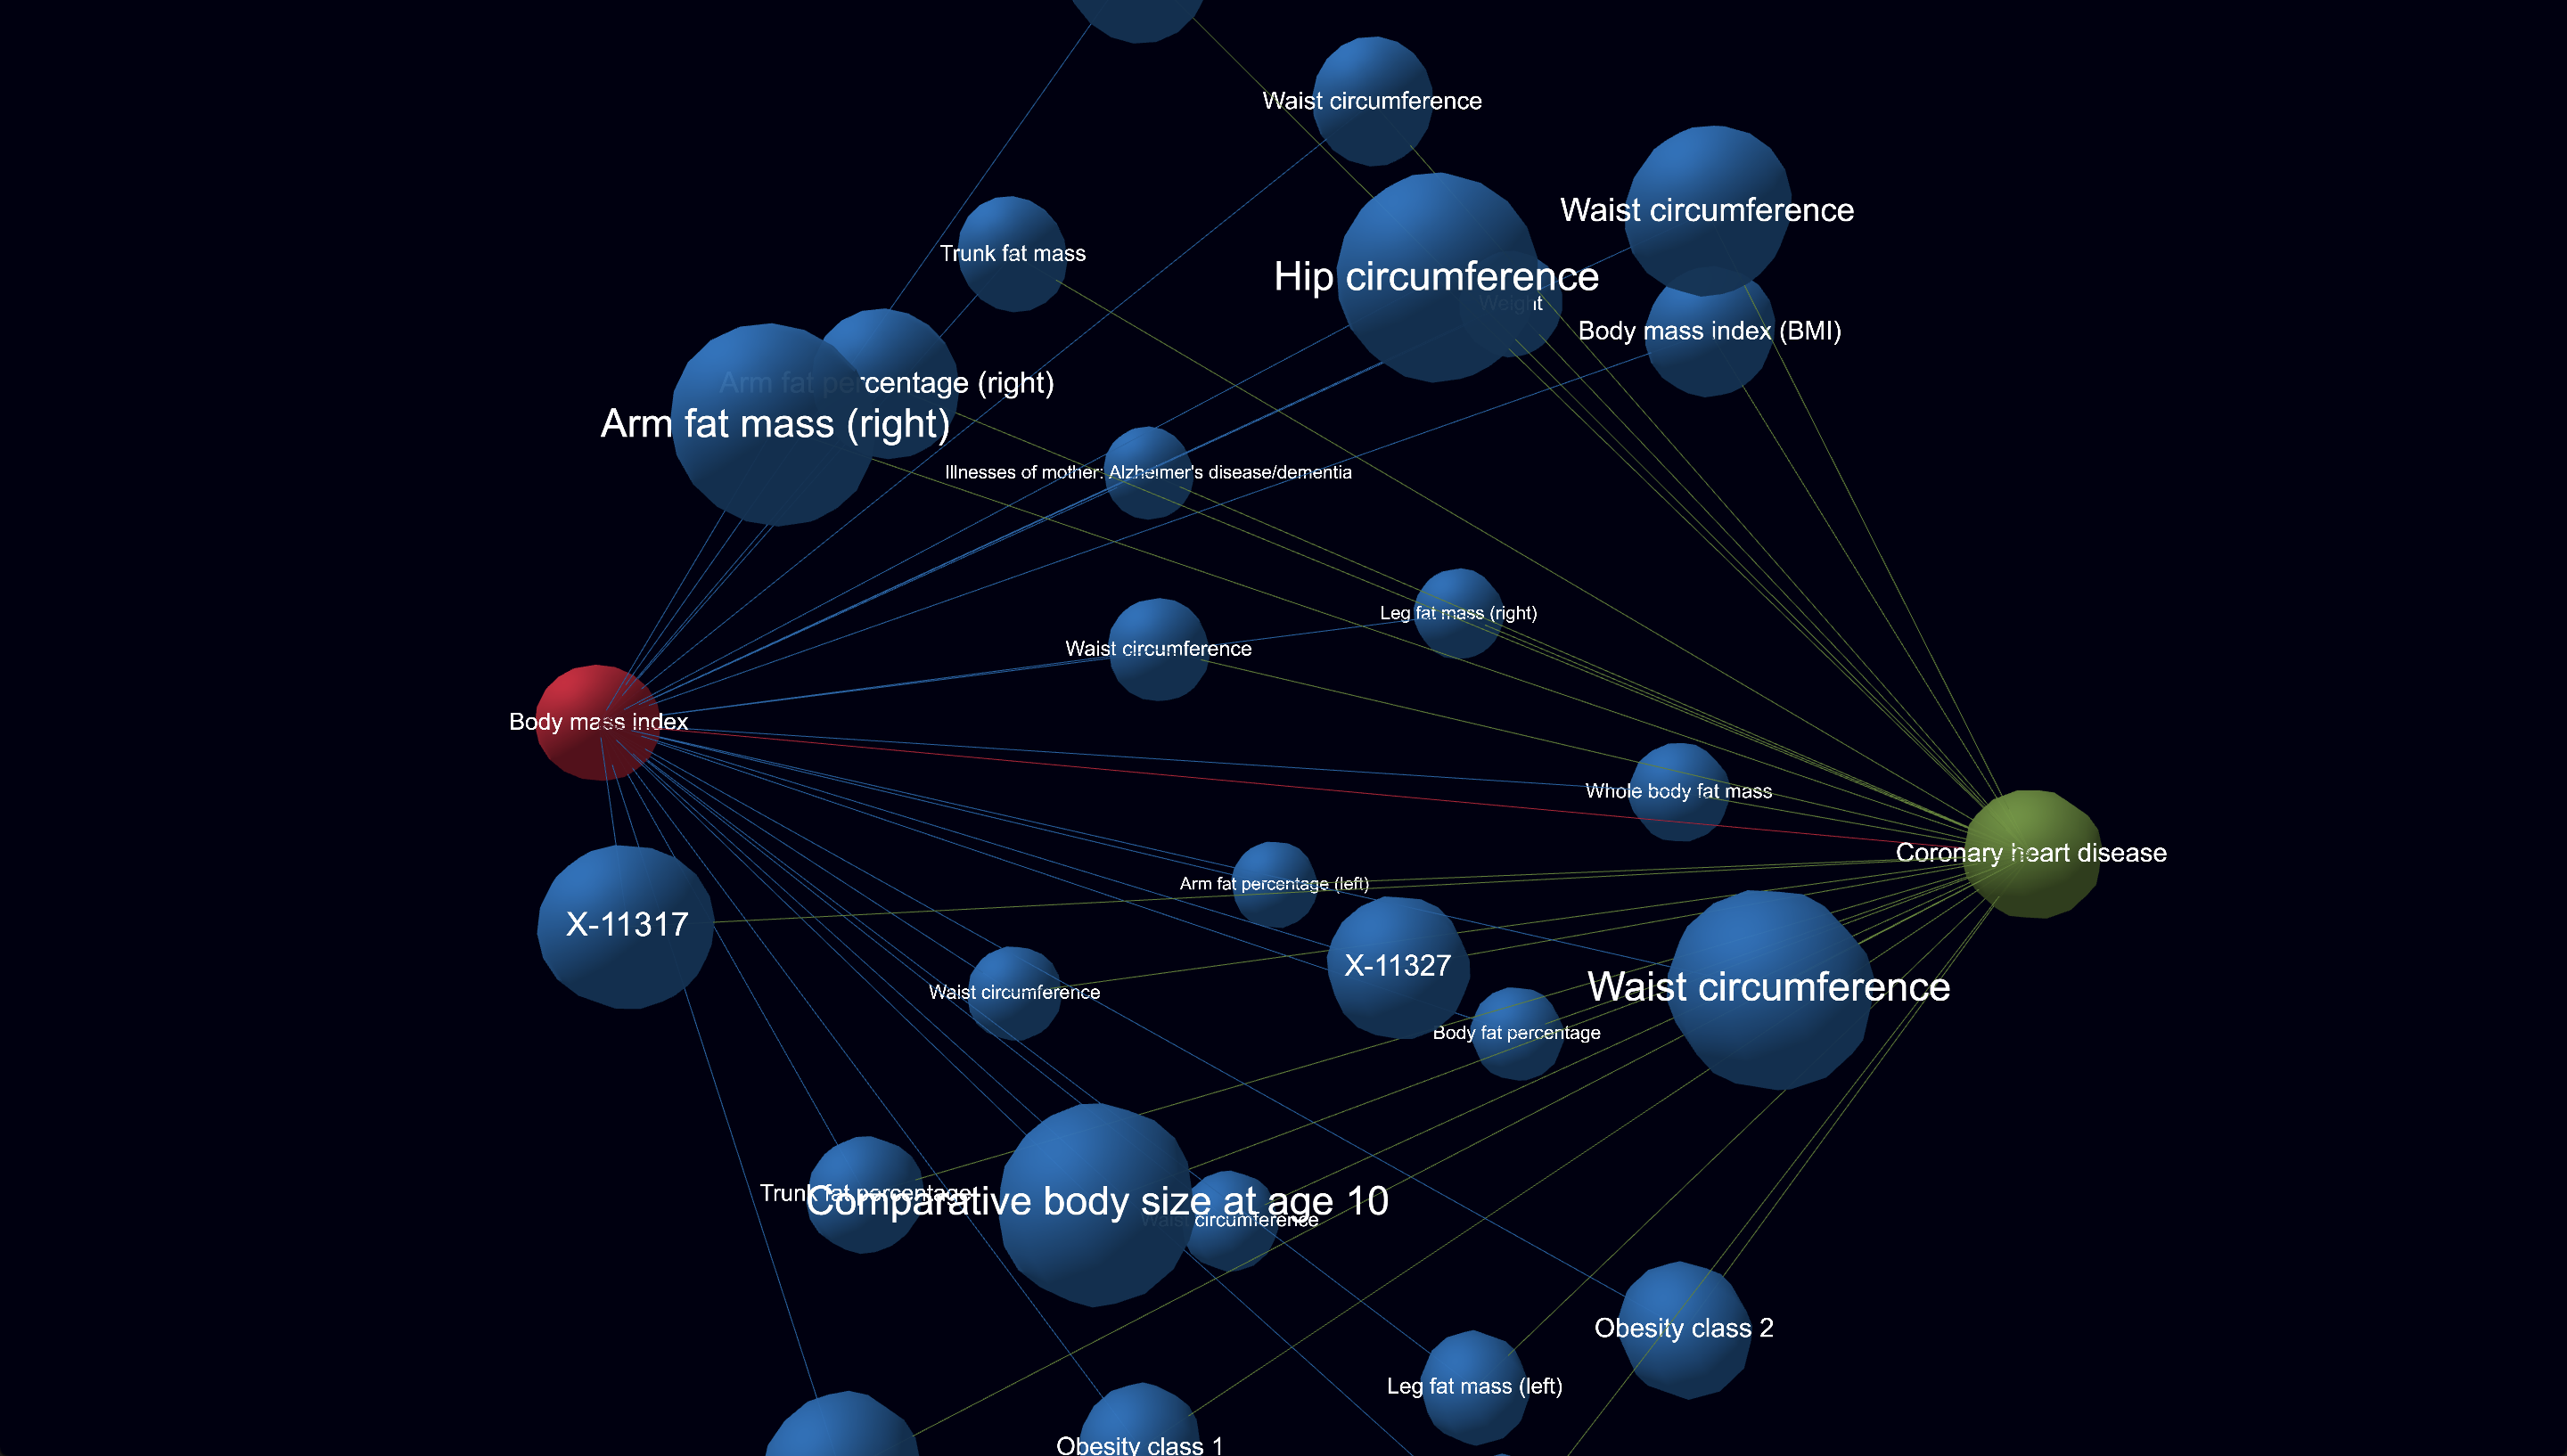 Waist circumference
Waist circumference
Trunk fat mass
Hip circumference
Weight
Body mass index (BMI)
Arm fat percentage (right)
Arm fat mass (right)
Illnesses of mother: Alzheimer's disease/dementia
Leg fat mass (right)
Waist circumference
Body mass index
Whole body fat mass
Coronary heart disease
Arm fat percentage (left)
X-11317
X-11327
Waist circumference
Waist circumference
Body fat percentage
Trunk fat percentage
Comparative body size at age 10
Waist circumference
Obesity class 2
Leg fat mass (left)
Obesity class 1